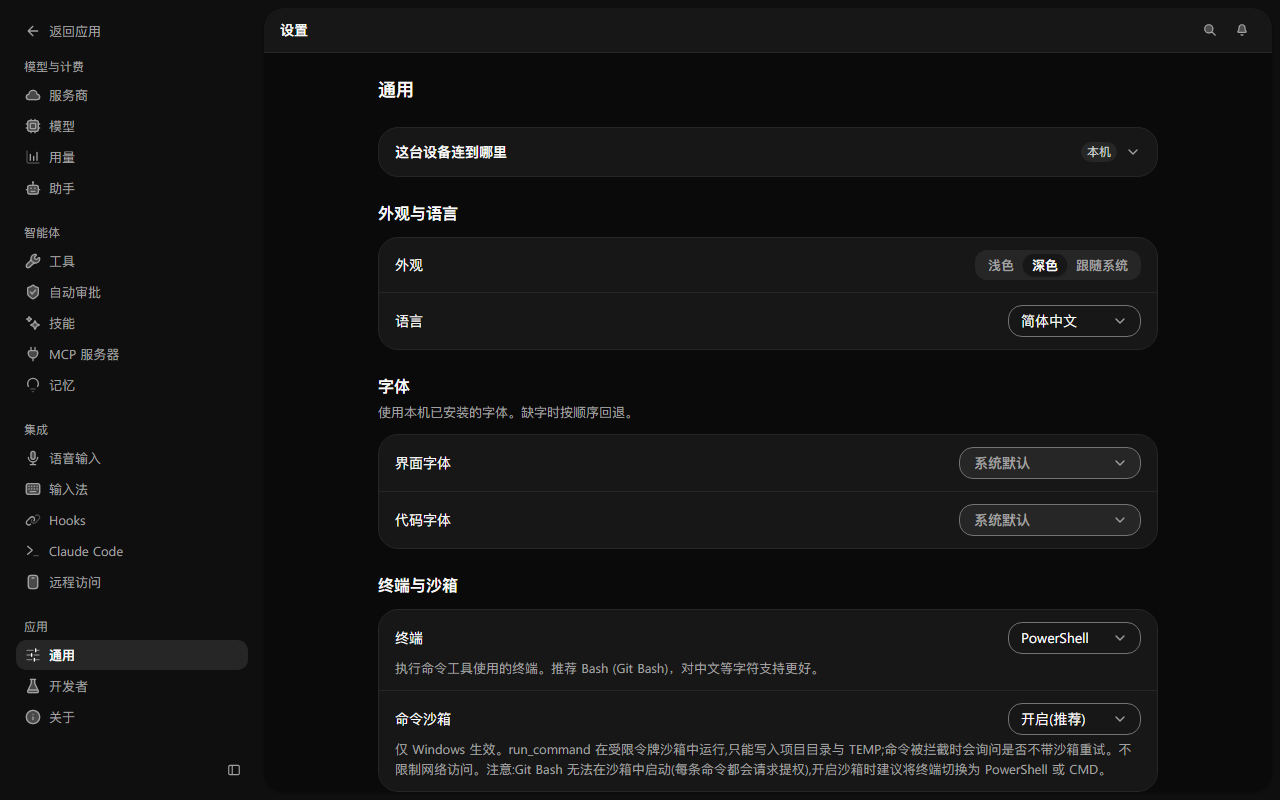 返回应用
模型与计费
服务商
模型
用量
助手
智能体
工具
自动审批
技能
MCP 服务器
记忆
集成
语音输入
输入法
Hooks
Claude Code
远程访问
应用
通用
开发者
关于
设置
通用
这台设备连到哪里
本机
外观与语言
外观
浅色 深色 跟随系统
语言
简体中文
字体
使用本机已安装的字体。缺字时按顺序回退。
界面字体
系统默认
代码字体
系统默认
终端与沙箱
终端
PowerShell
执行命令工具使用的终端。推荐 Bash (Git Bash)，对中文等字符支持更好。
命令沙箱
开启(推荐)
仅 Windows 生效。run_command 在受限令牌沙箱中运行,只能写入项目目录与 TEMP;命令被拦截时会询问是否不带沙箱重试。不
限制网络访问。注意:Git Bash 无法在沙箱中启动(每条命令都会请求提权),开启沙箱时建议将终端切换为 PowerShell 或 CMD。